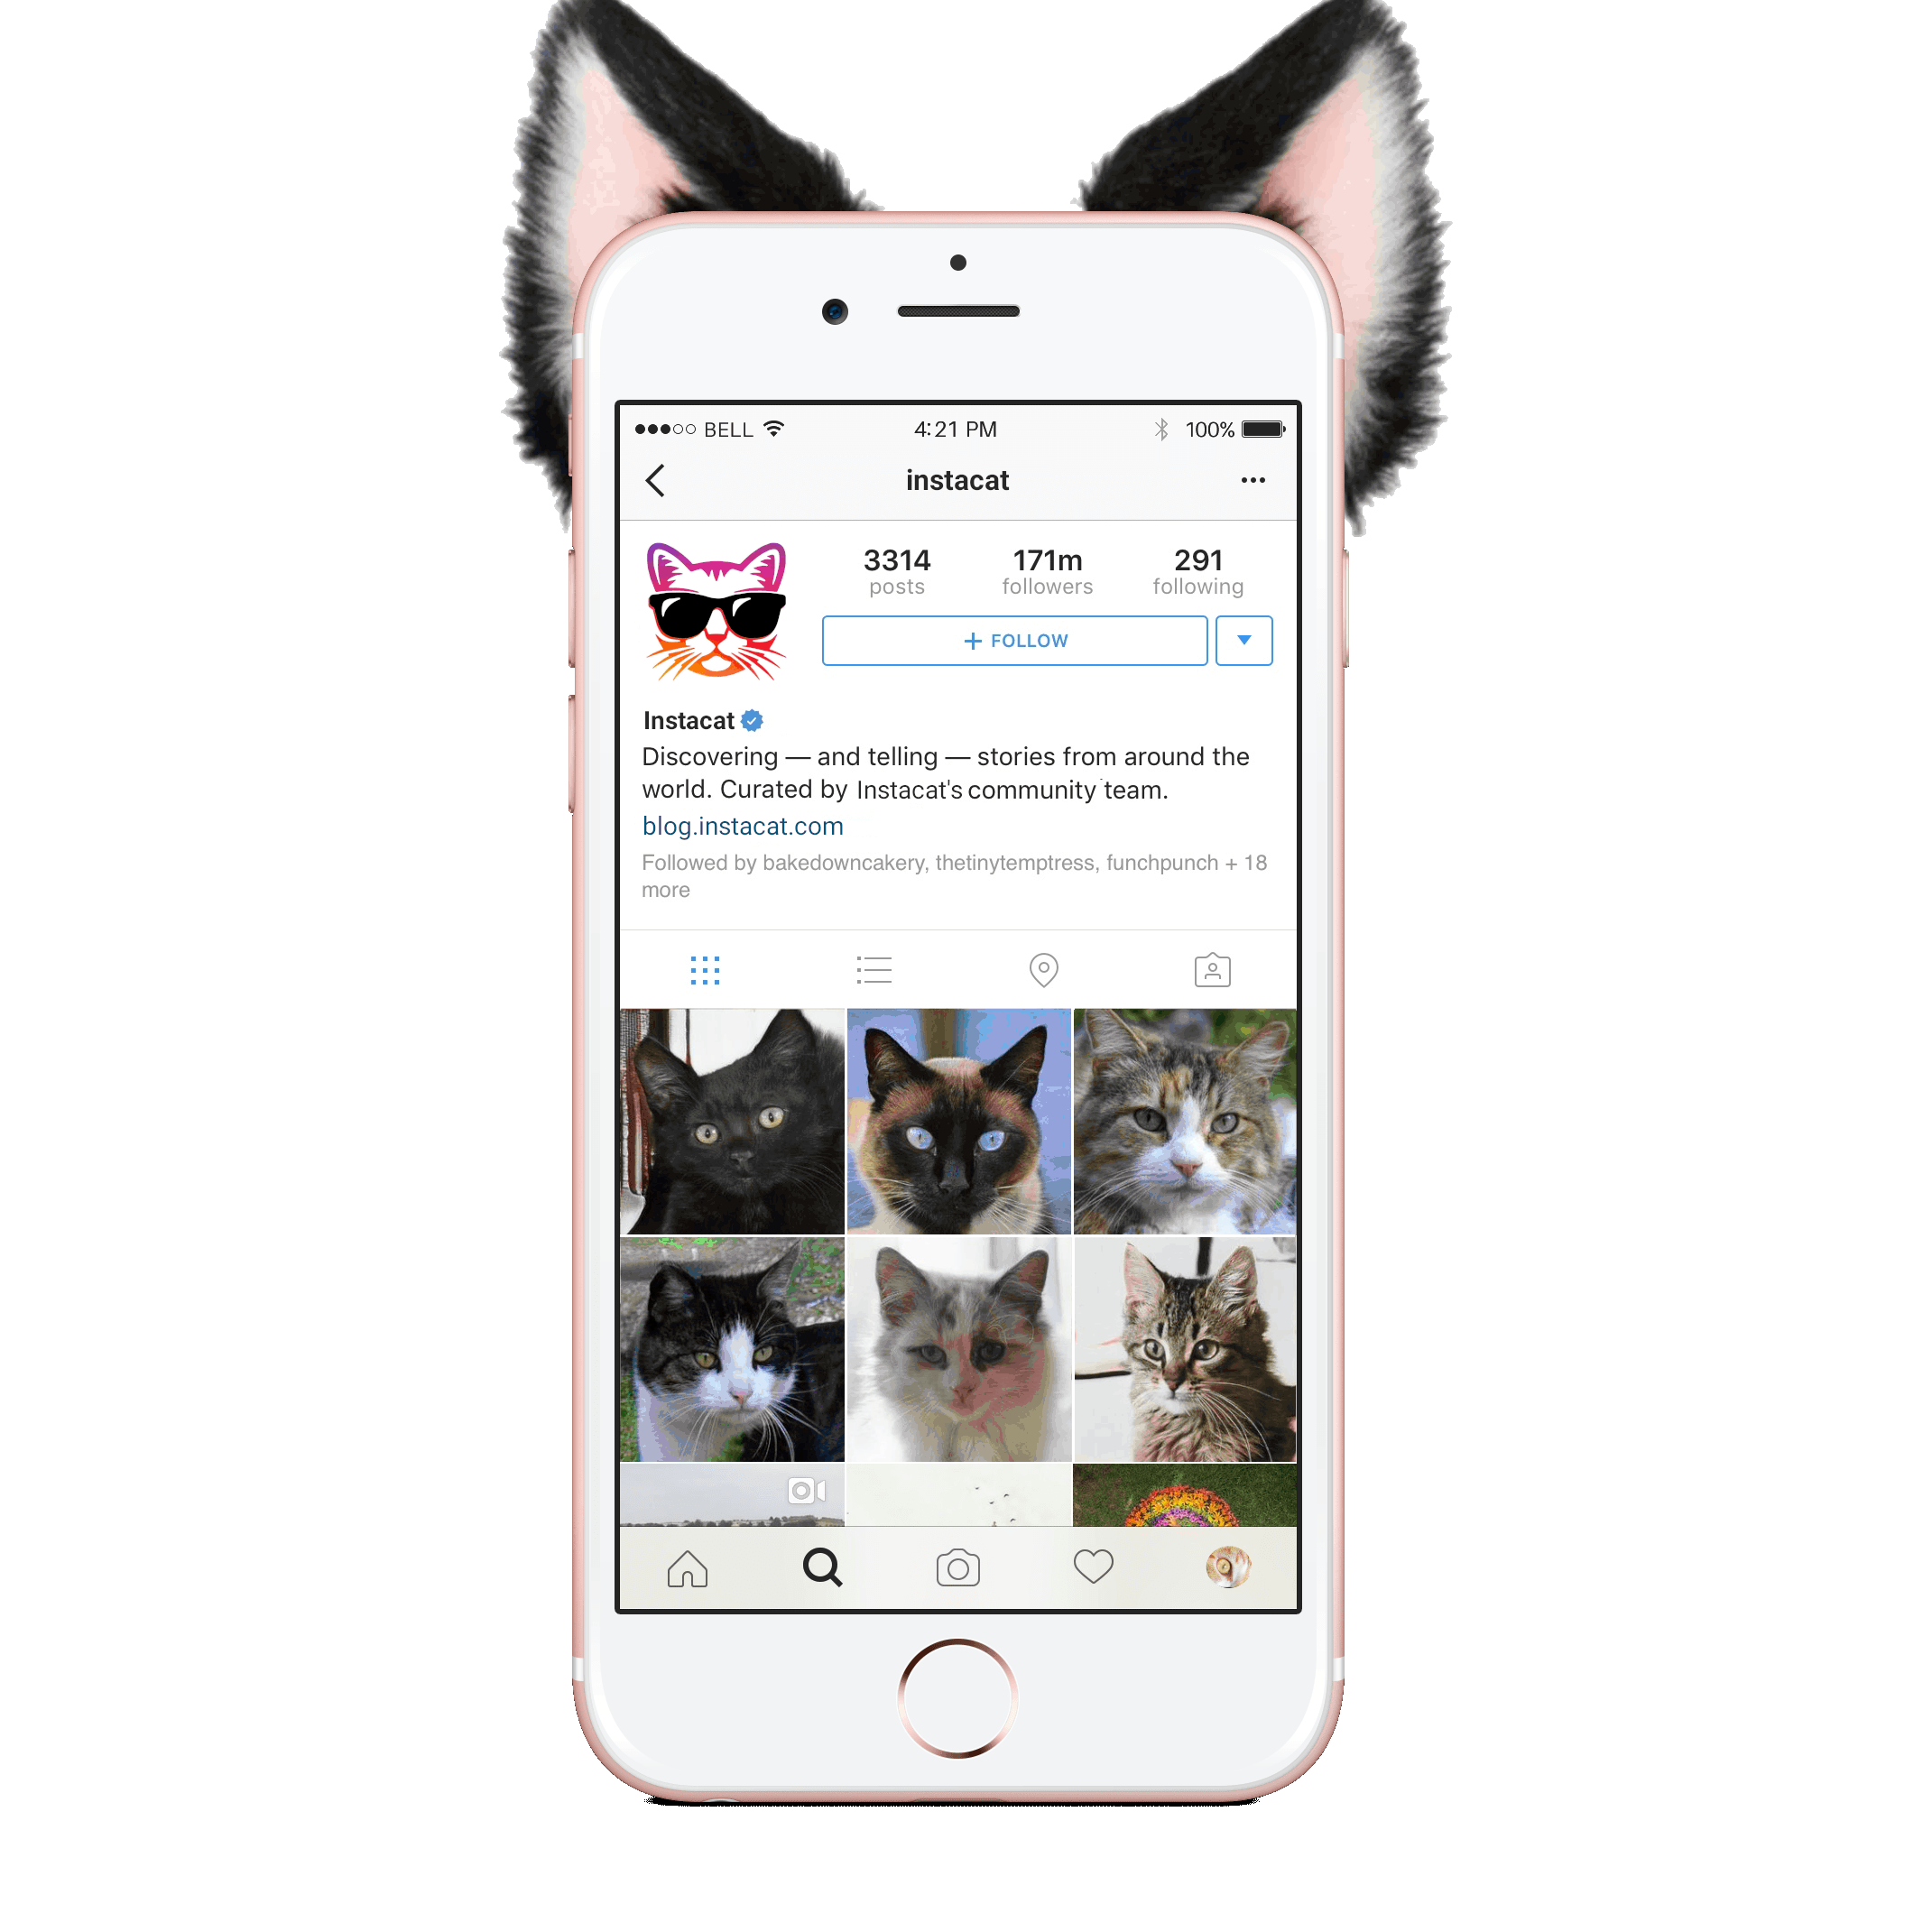 BELL 4:21 PM 100%
instacat
3314 171m 291
posts followers following
+ FOLLOW
Instacat
Discovering — and telling — stories from around the
world. Curated by Instacat's community team.
blog.instacat.com
Followed by bakedowncakery, thetinytemptress, funchpunch + 18
more